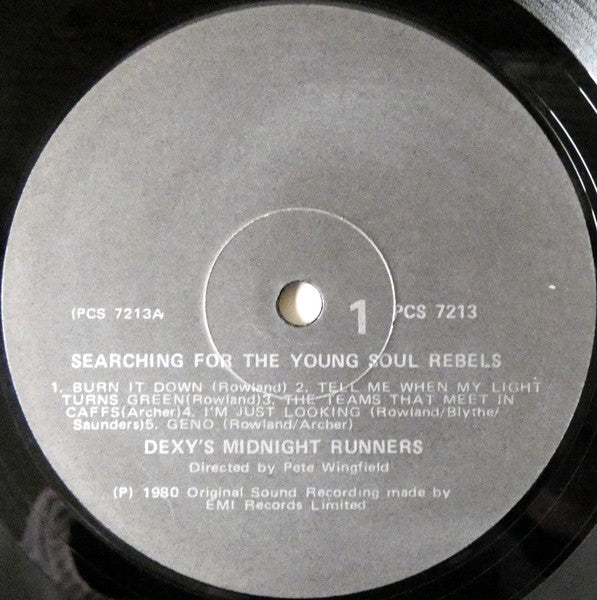 (PCS 7213A 1 PCS 7213
SEARCHING FOR THE YOUNG SOUL REBELS
1. BURN IT DOWN (Rowland) 2. TELL ME WHEN MY LIGHT
TURNS GREEN(Rowland)3. THE TEAMS THAT MEET IN
CAFFS(Archer)4. I'M JUST LOOKING (Rowland/Blythe/
Saunders)5. GENO (Rowland/Archer)
DEXY'S MIDNIGHT RUNNERS
Directed by Pete Wingfield
(P) 1980 Original Sound Recording made by
EMI Records Limited